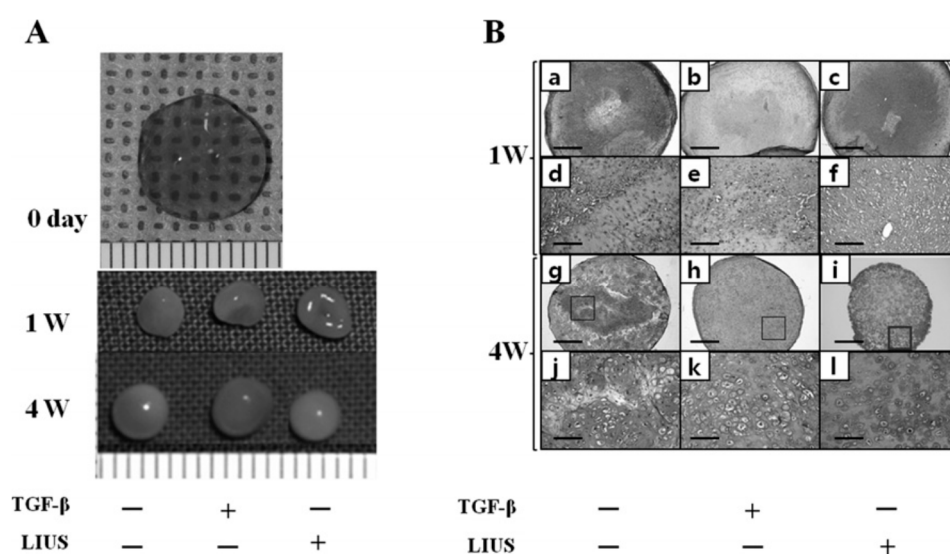 A
B
0 day
1 W
4 W
TGF-β − + −
LIUS − − +
1W
4W
a b c
d e f
g h i
j k l
TGF-β − + −
LIUS − − +